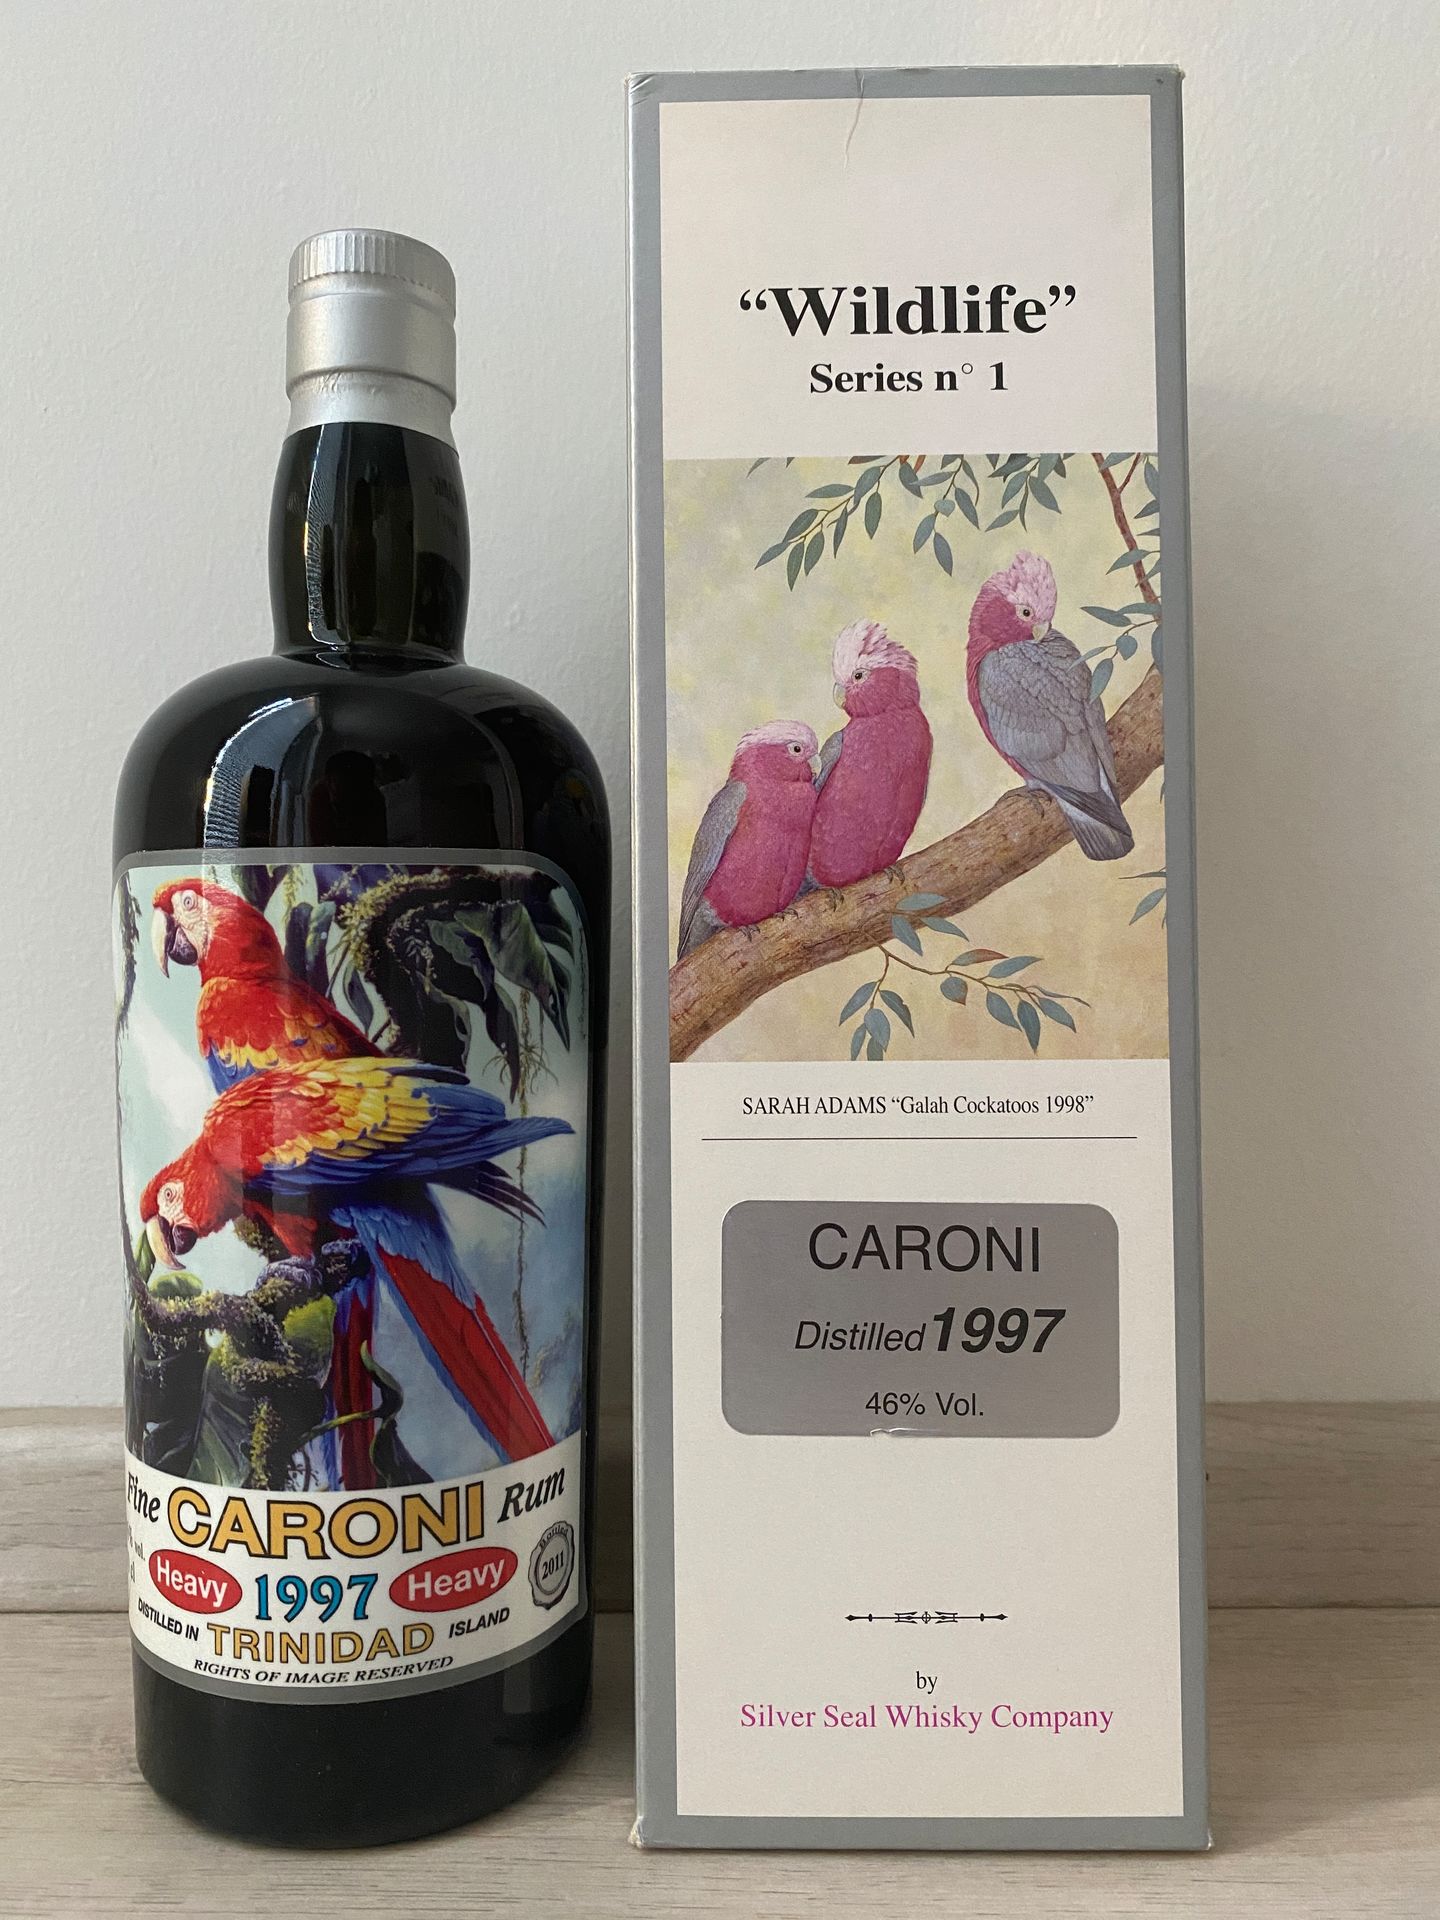 Fine CARONI Rum
Heavy 1997 Heavy
Bottled
2011
DISTILLED IN TRINIDAD ISLAND
RIGHTS OF IMAGE RESERVED
“Wildlife”
Series n° 1
SARAH ADAMS “Galah Cockatoos 1998”
CARONI
Distilled 1997
46% Vol.
by
Silver Seal Whisky Company